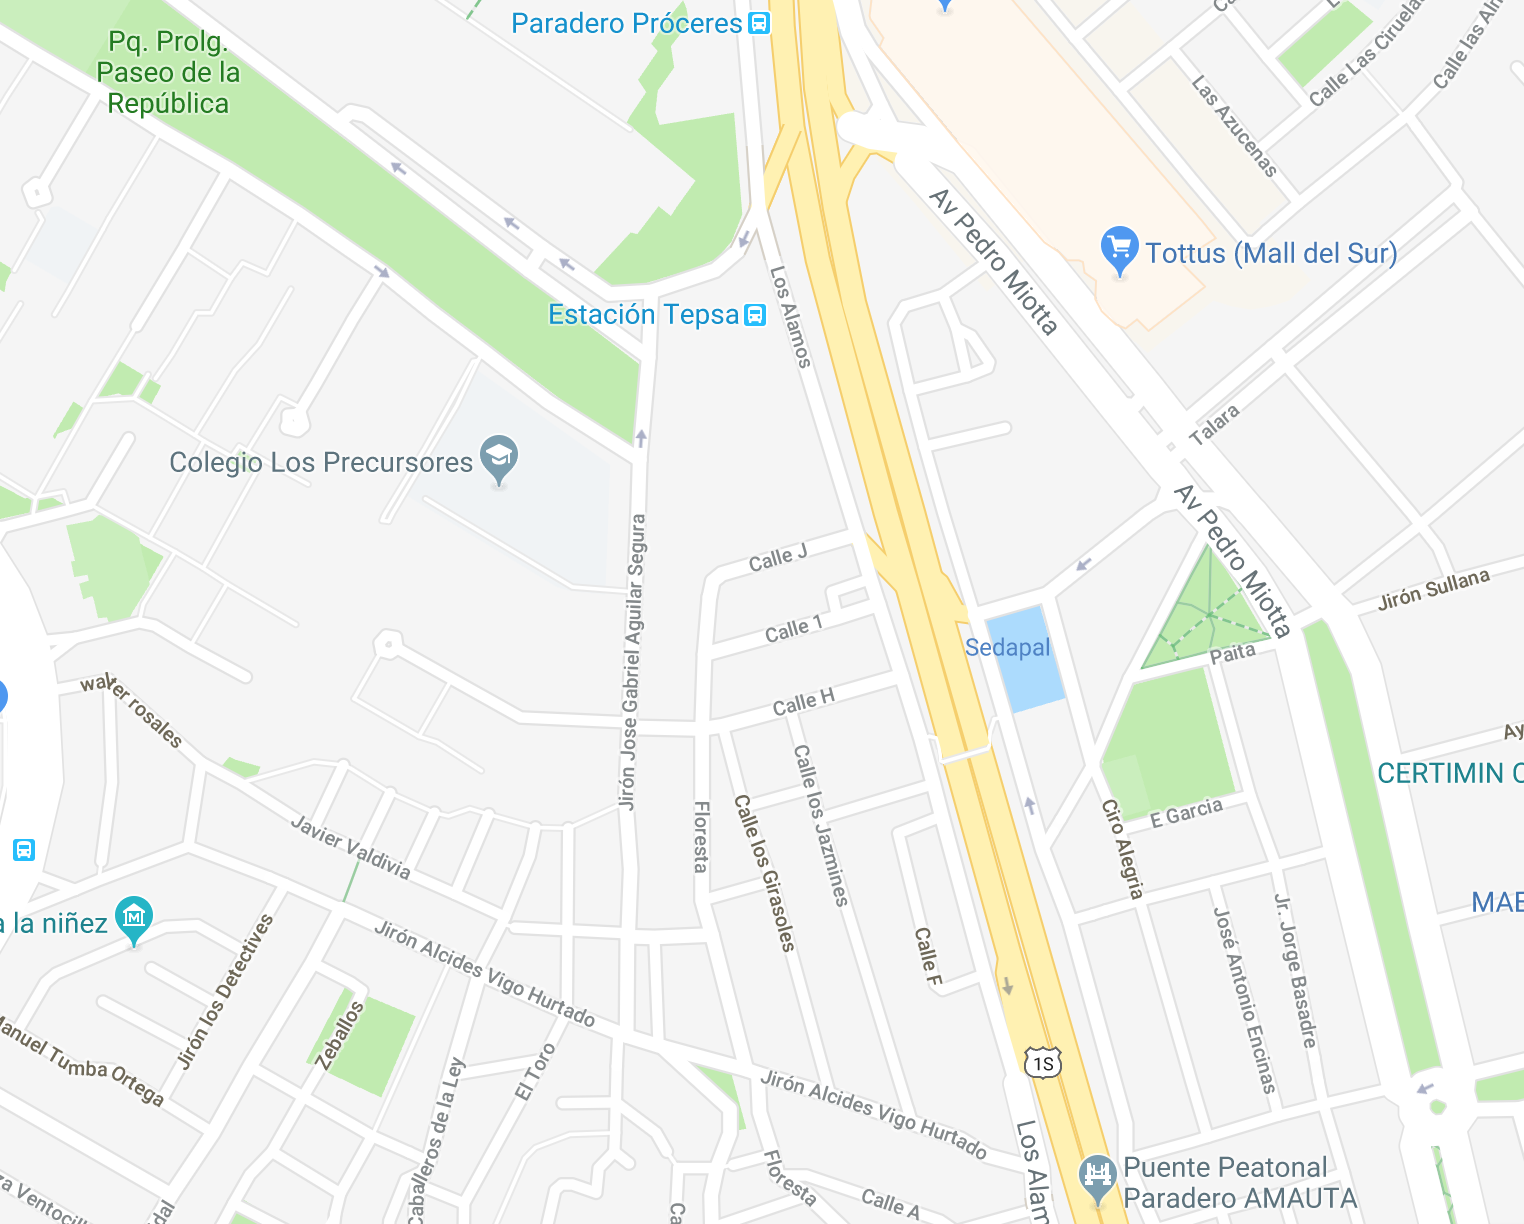 Paradero Próceres
Pq. Prolg.
Paseo de la
República
Calle Las Ciruelas
Las Azucenas
Av Pedro Miotta
Tottus (Mall del Sur)
Los Alamos
Estación Tepsa
Talara
Colegio Los Precursores
Av Pedro Miotta
Jirón Jose Gabriel Aguilar Segura
Calle J
Jirón Sullana
Calle 1
Sedapal
Paita
walter rosales
Calle H
Ay
CERTIMIN C
Calle los Jazmines
Floresta
Calle los Girasoles
Ciro Alegria
E Garcia
Javier Valdivia
MAE
a la niñez
Jirón los Detectives
Jirón Alcides Vigo Hurtado
Calle F
José Antonio Encinas
Jr. Jorge Basadre
Zeballos
Manuel Tumba Ortega
El Toro
1S
Jirón Alcides Vigo Hurtado
Caballeros de la Ley
Los Alam
Puente Peatonal
Paradero AMAUTA
Floresta
Calle A
za Ventocil
dal
Ca